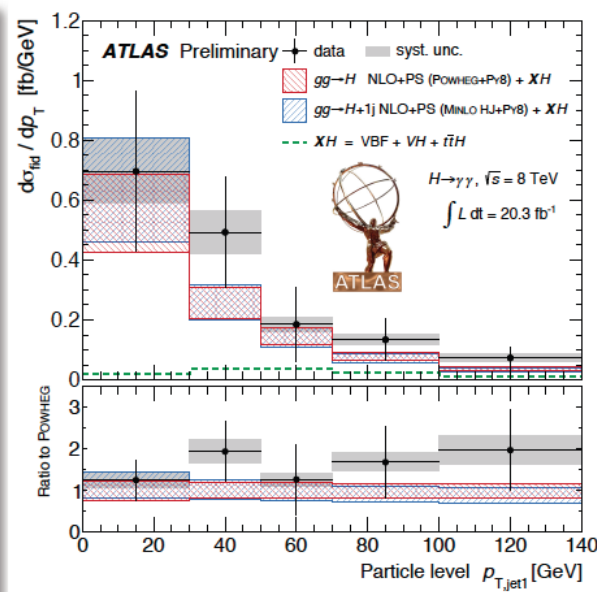 dσfid / dpT [fb/GeV]
1.2
1
0.8
0.6
0.4
0.2
0
ATLAS Preliminary
data
syst. unc.
gg→H NLO+PS (POWHEG+PY8) + XH
gg→H+1j NLO+PS (MINLO HJ+PY8) + XH
XH = VBF + VH + tt̄H
H→γγ, √s = 8 TeV
∫ L dt = 20.3 fb⁻¹
ATLAS
Ratio to POWHEG
3
2
1
0
0 20 40 60 80 100 120 140
Particle level pT,jet1 [GeV]